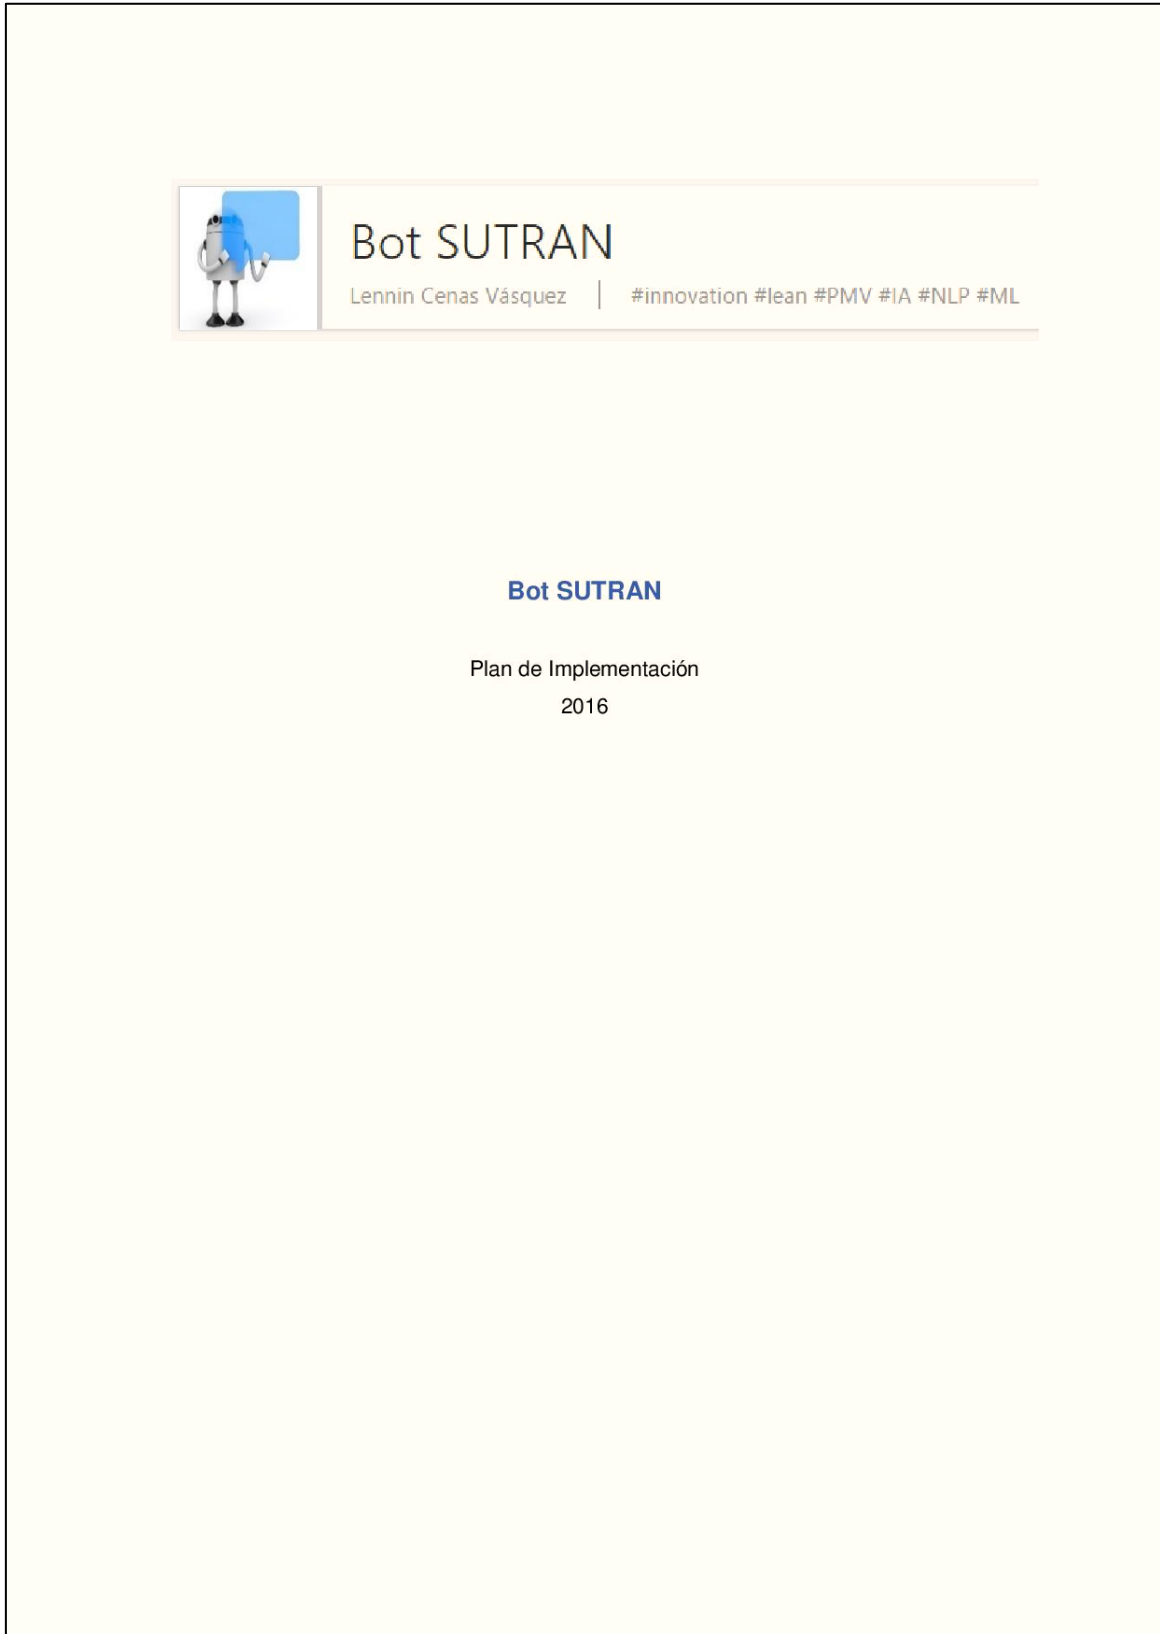 Bot SUTRAN
Lennin Cenas Vásquez | #innovation #lean #PMV #IA #NLP #ML
Bot SUTRAN
Plan de Implementación
2016